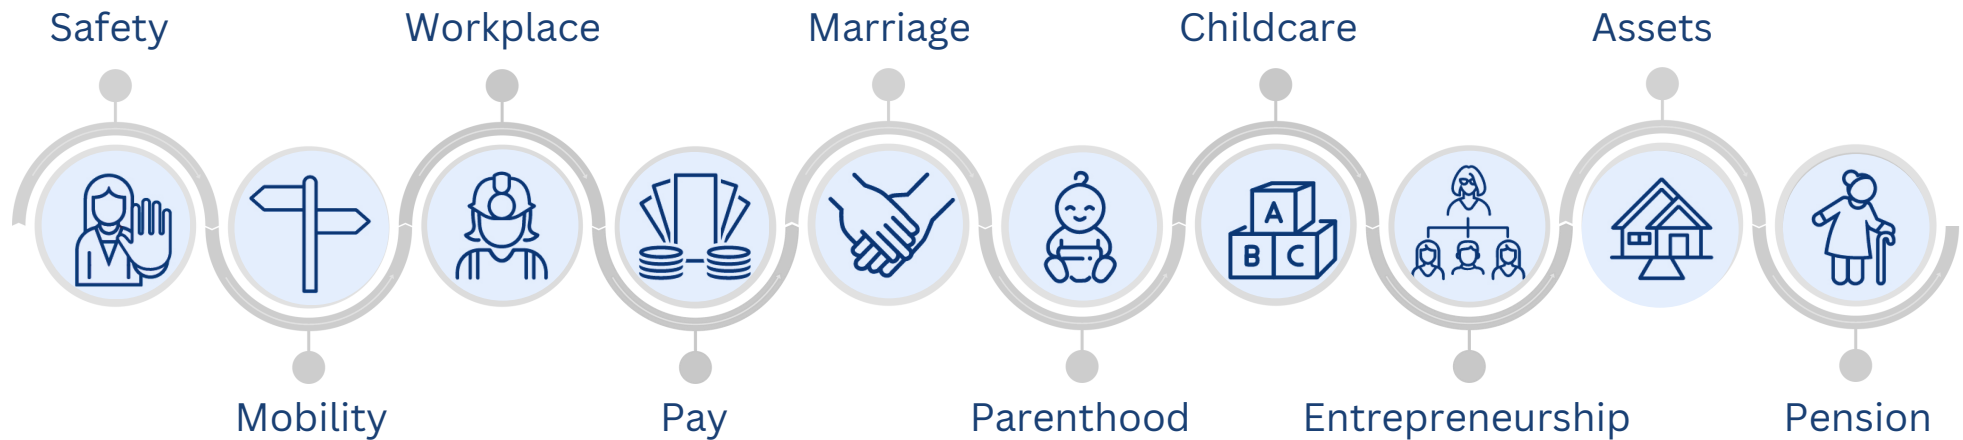 Safety
Mobility
Workplace
Pay
Marriage
Parenthood
Childcare
A
B C
Entrepreneurship
Assets
Pension